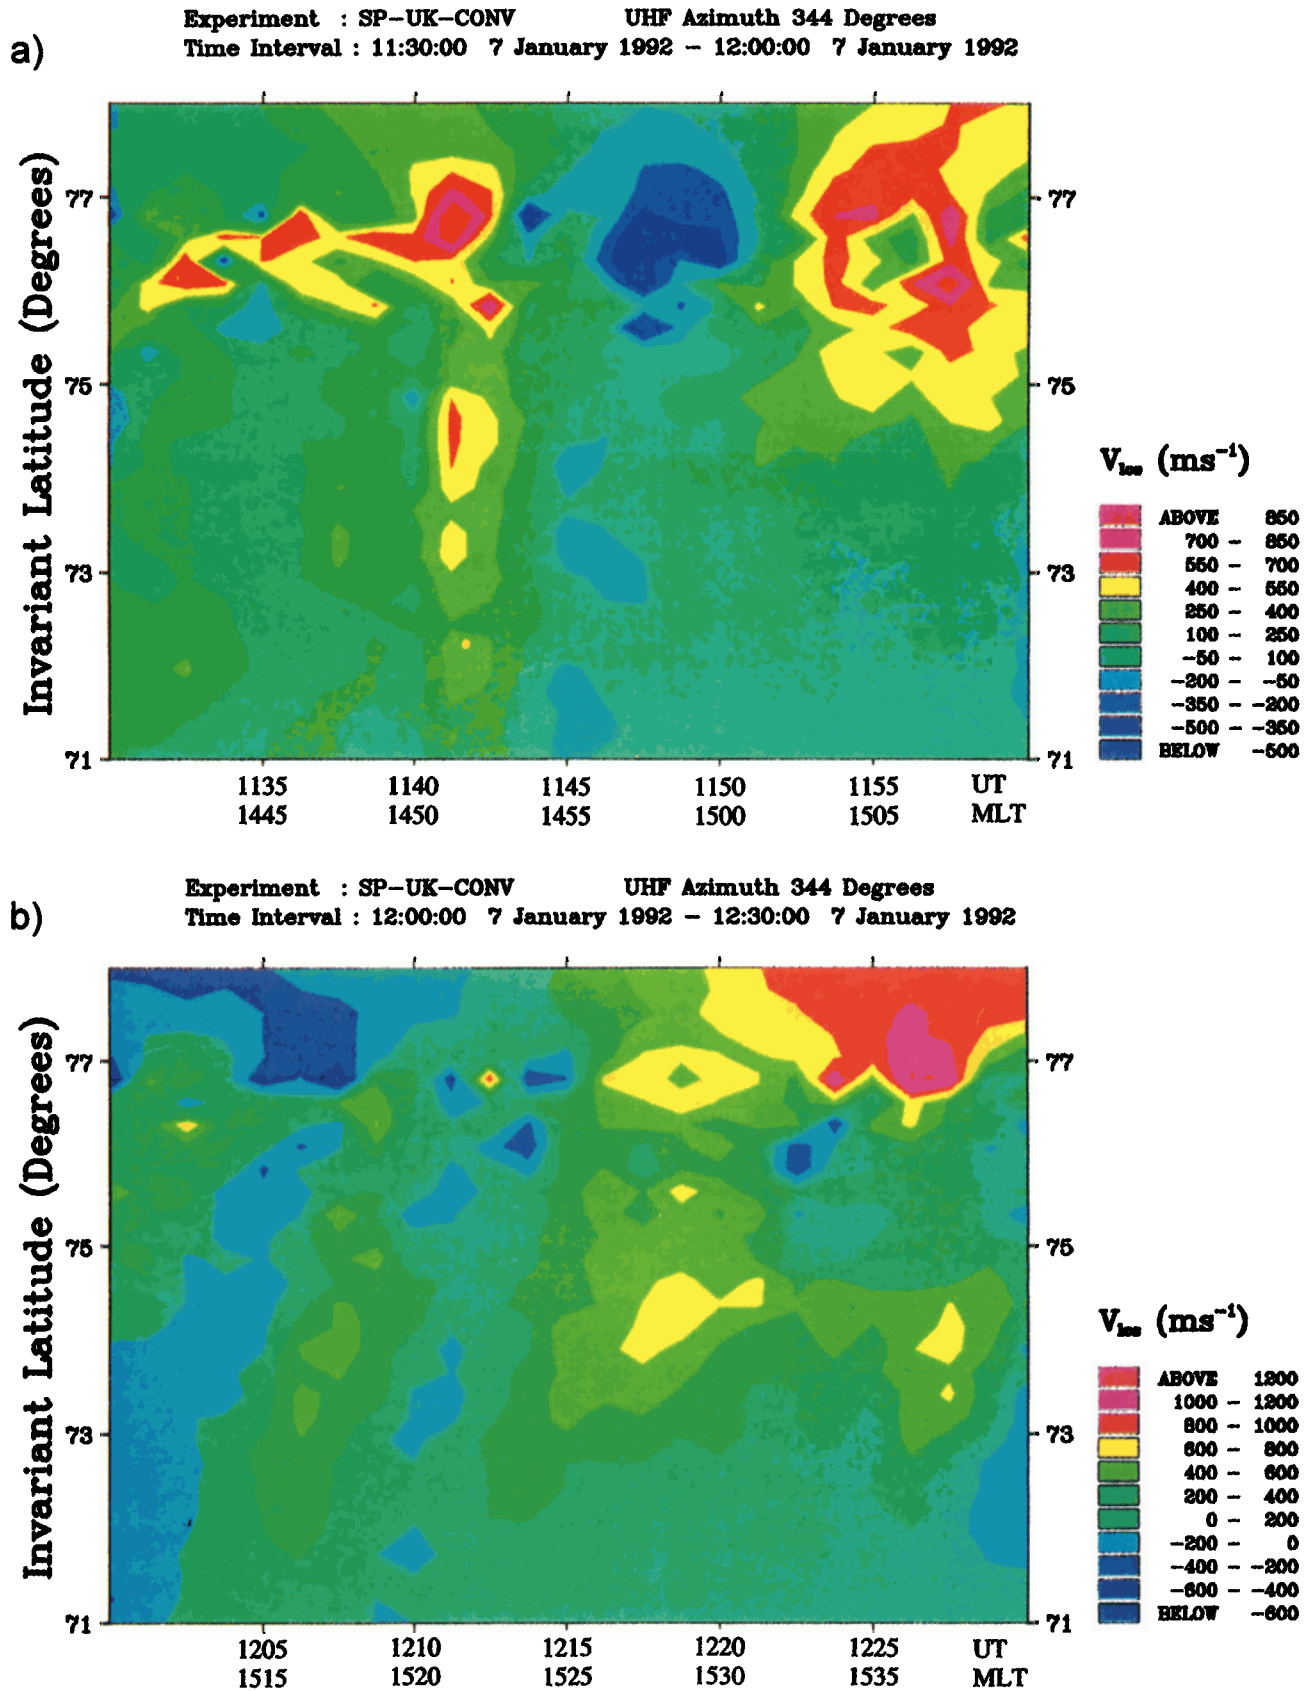 a)
Experiment : SP-UK-CONV UHF Azimuth 344 Degrees
Time Interval : 11:30:00 7 January 1992 - 12:00:00 7 January 1992
Invariant Latitude (Degrees)
77 77
75 75
73 73
71 71
1135 1140 1145 1150 1155 UT
1445 1450 1455 1500 1505 MLT
V_los (ms⁻¹)
ABOVE 850
700 - 850
550 - 700
400 - 550
250 - 400
100 - 250
-50 - 100
-200 - -50
-350 - -200
-500 - -350
BELOW -500
b)
Experiment : SP-UK-CONV UHF Azimuth 344 Degrees
Time Interval : 12:00:00 7 January 1992 - 12:30:00 7 January 1992
Invariant Latitude (Degrees)
77 77
75 75
73 73
71 71
1205 1210 1215 1220 1225 UT
1515 1520 1525 1530 1535 MLT
V_los (ms⁻¹)
ABOVE 1200
1000 - 1200
800 - 1000
600 - 800
400 - 600
200 - 400
0 - 200
-200 - 0
-400 - -200
-600 - -400
BELOW -600